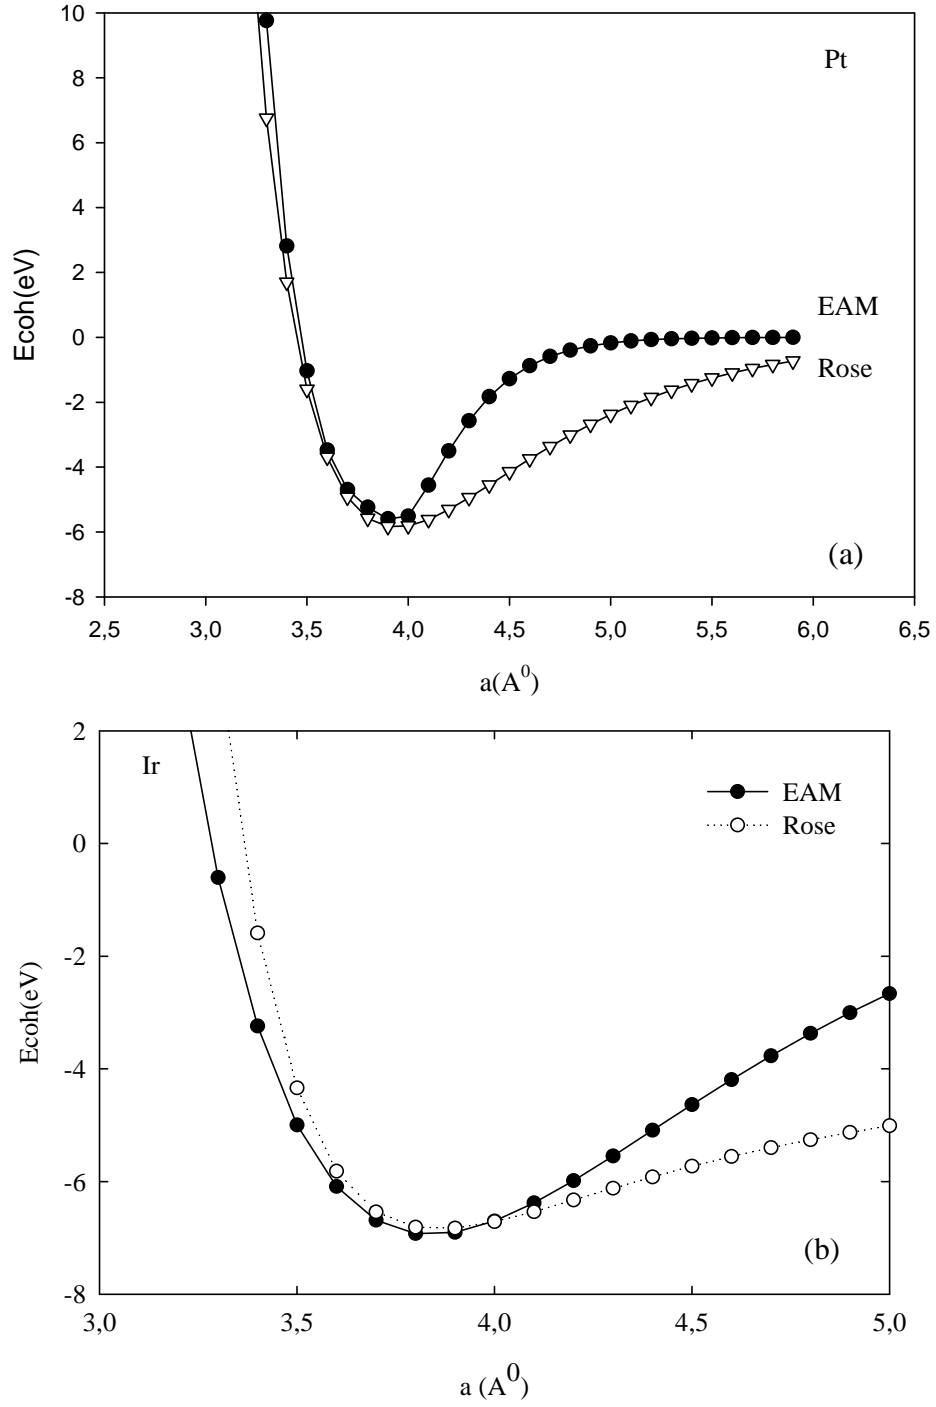 10
Pt
8
6
4
2
EAM
0
Rose
-2
-4
-6
(a)
-8
2,5 3,0 3,5 4,0 4,5 5,0 5,5 6,0 6,5
Ecoh(eV)
a(A⁰)
2
Ir
EAM
Rose
0
-2
-4
-6
(b)
-8
3,0 3,5 4,0 4,5 5,0
Ecoh(eV)
a (A⁰)